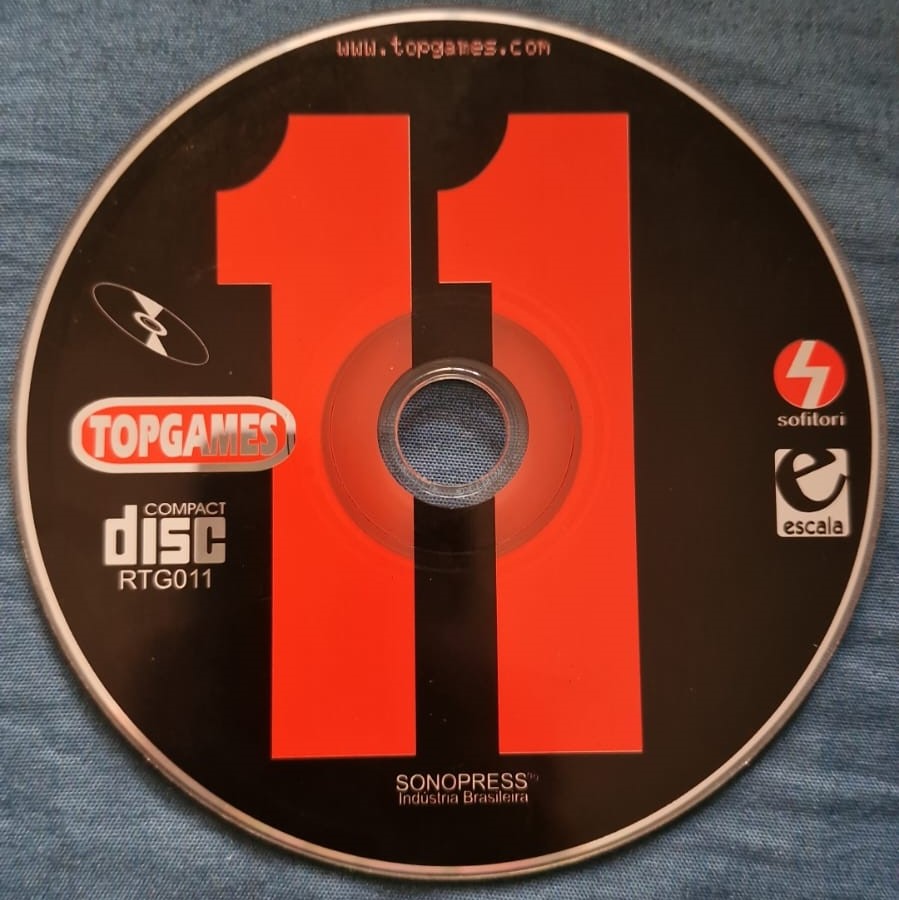 www.topgames.com
11
TOPGAMES
COMPACT
disc
RTG011
sofitori
e
escala
SONOPRESS
Indústria Brasileira